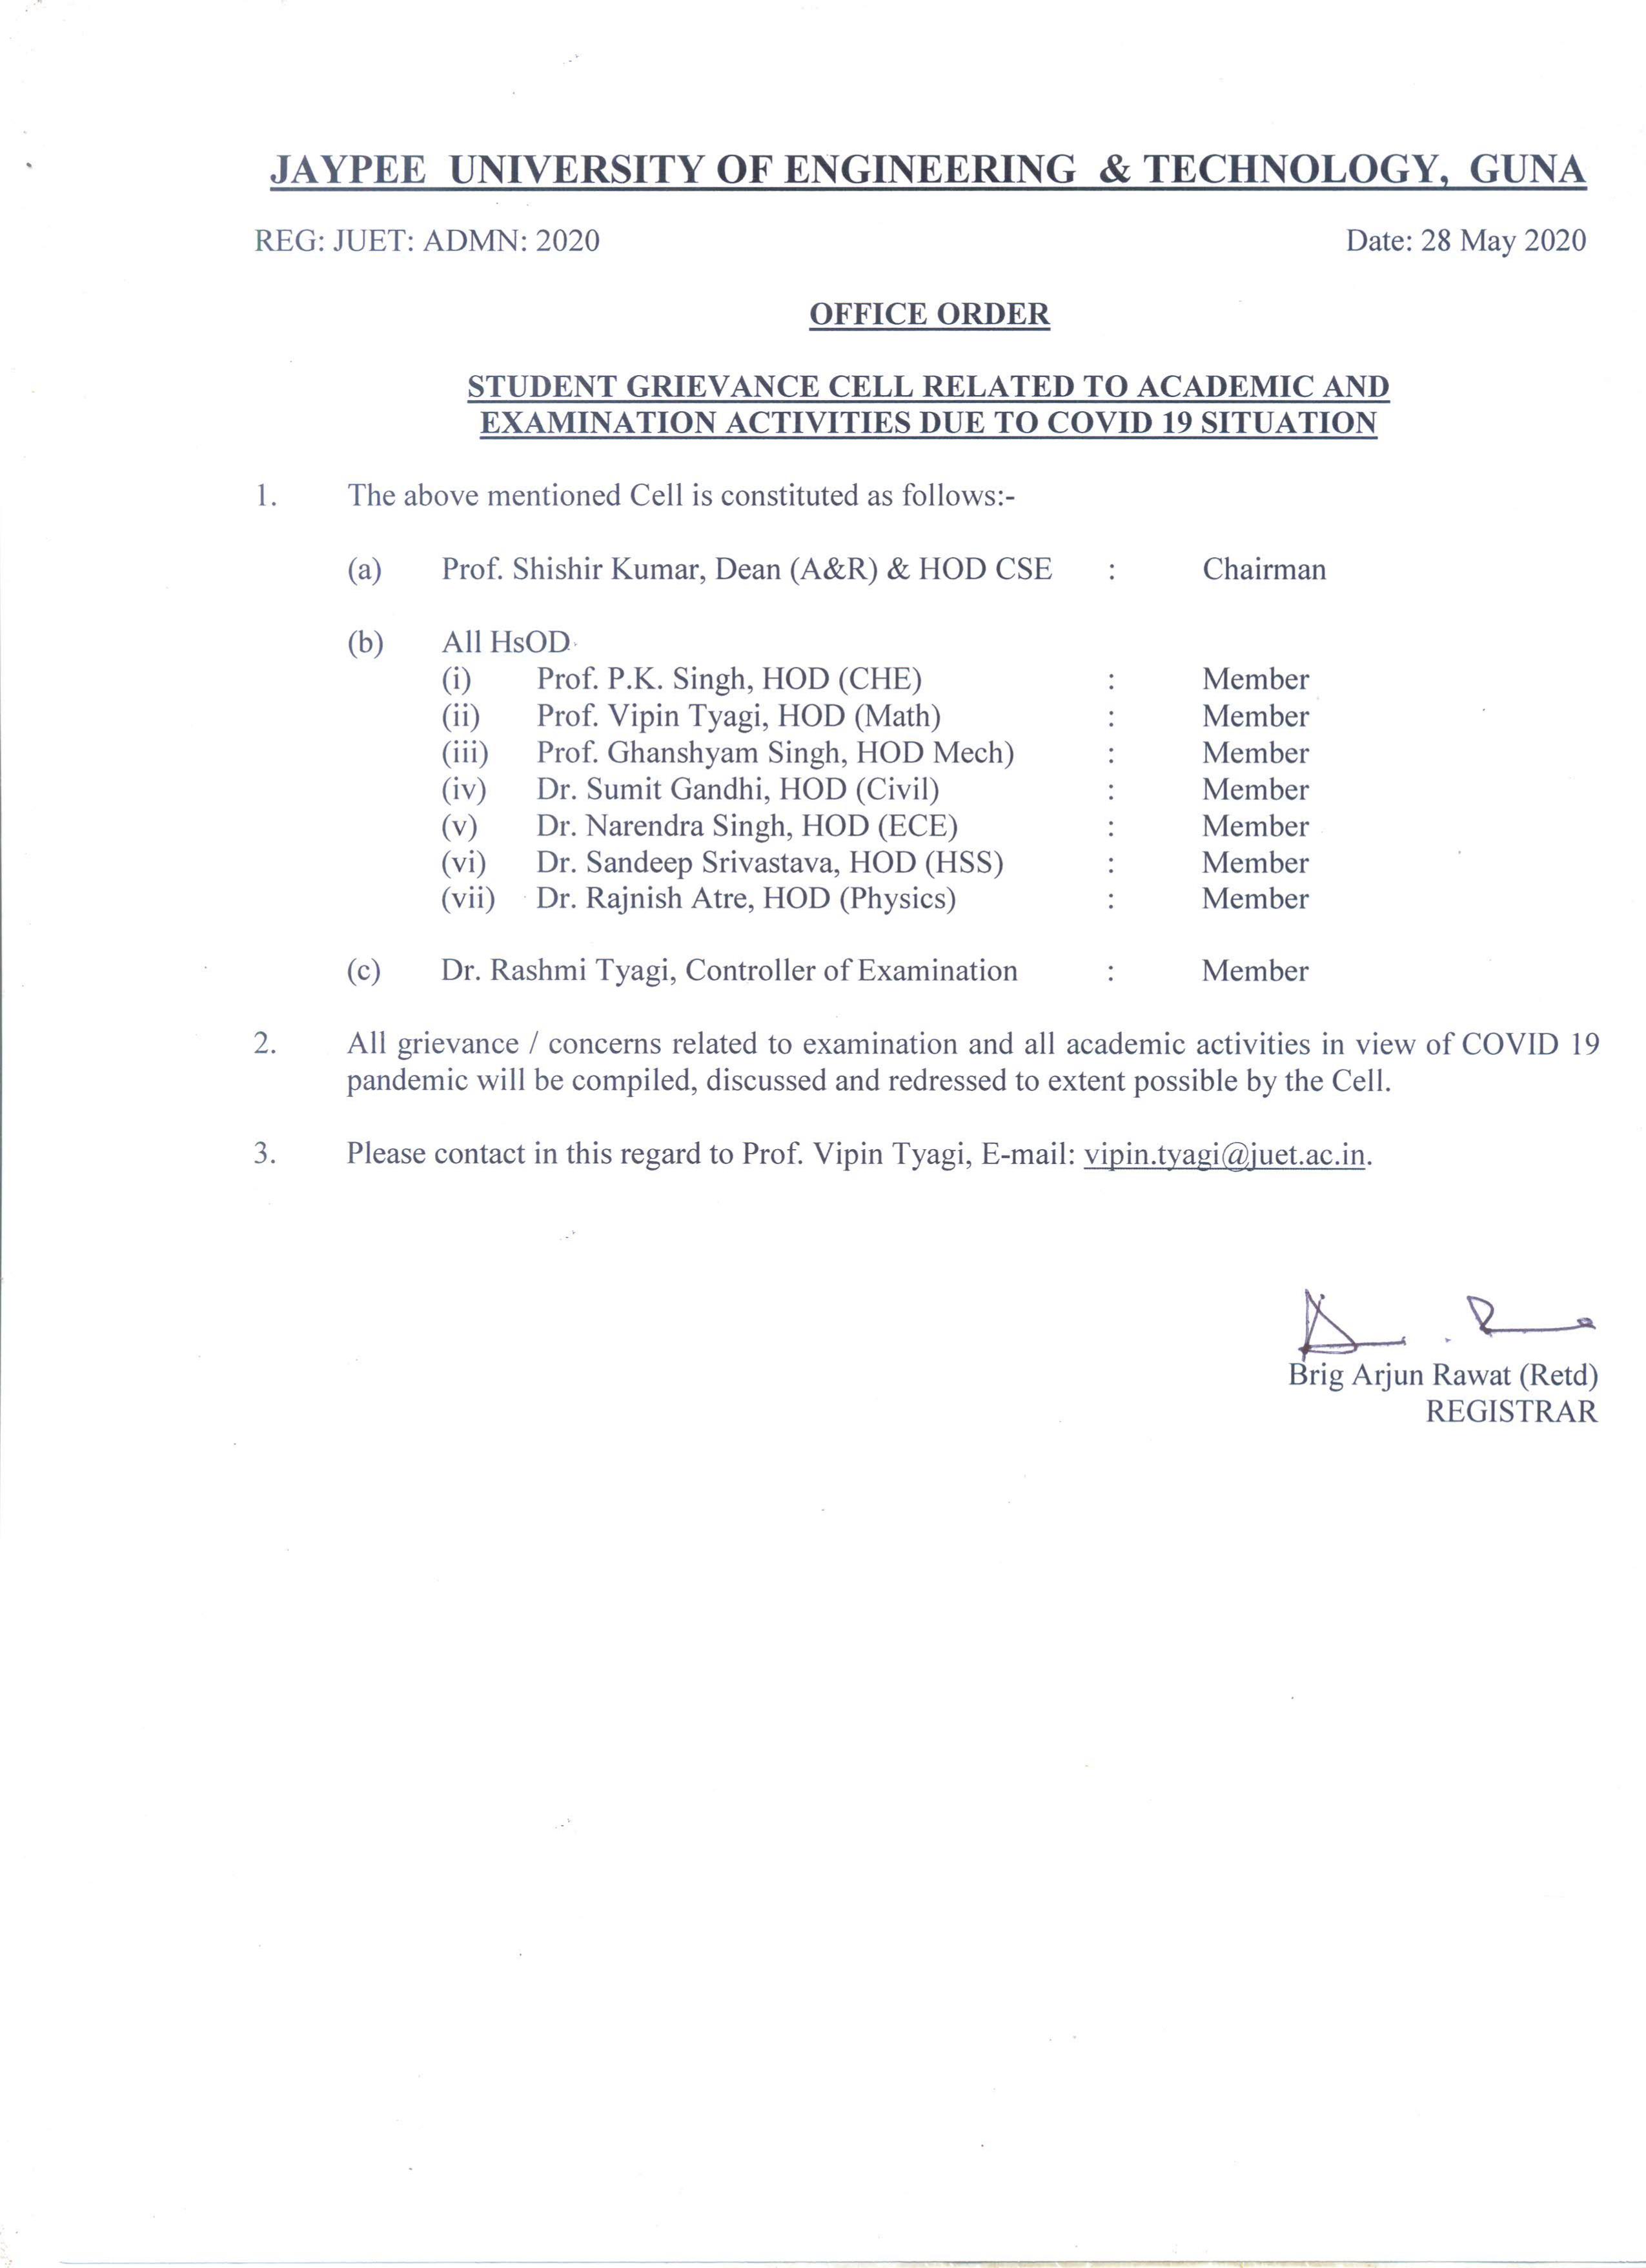 JAYPEE UNIVERSITY OF ENGINEERING & TECHNOLOGY, GUNA
REG: JUET: ADMN: 2020 Date: 28 May 2020
OFFICE ORDER
STUDENT GRIEVANCE CELL RELATED TO ACADEMIC AND
EXAMINATION ACTIVITIES DUE TO COVID 19 SITUATION
1. The above mentioned Cell is constituted as follows:-
(a) Prof. Shishir Kumar, Dean (A&R) & HOD CSE : Chairman
(b) All HsOD
(i) Prof. P.K. Singh, HOD (CHE) : Member
(ii) Prof. Vipin Tyagi, HOD (Math) : Member
(iii) Prof. Ghanshyam Singh, HOD Mech) : Member
(iv) Dr. Sumit Gandhi, HOD (Civil) : Member
(v) Dr. Narendra Singh, HOD (ECE) : Member
(vi) Dr. Sandeep Srivastava, HOD (HSS) : Member
(vii) Dr. Rajnish Atre, HOD (Physics) : Member
(c) Dr. Rashmi Tyagi, Controller of Examination : Member
2. All grievance / concerns related to examination and all academic activities in view of COVID 19
pandemic will be compiled, discussed and redressed to extent possible by the Cell.
3. Please contact in this regard to Prof. Vipin Tyagi, E-mail: vipin.tyagi@juet.ac.in.
Brig Arjun Rawat (Retd)
REGISTRAR